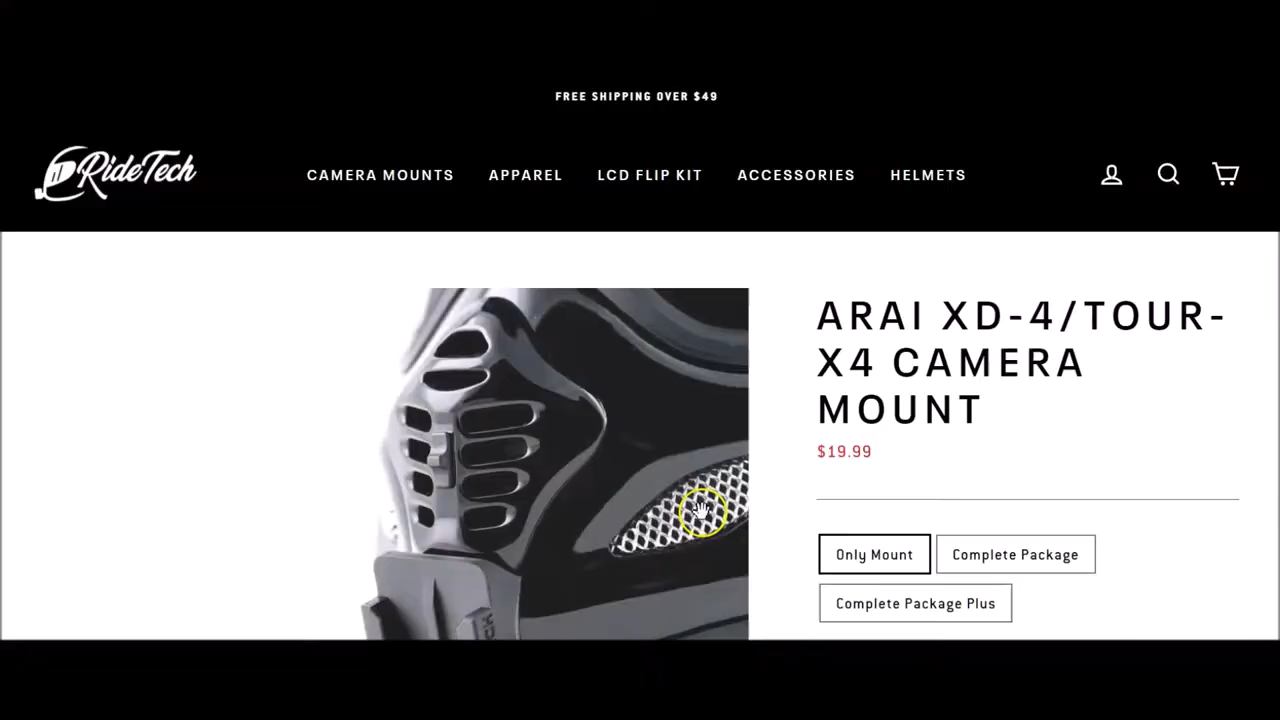 FREE SHIPPING OVER $49
RideTech
CAMERA MOUNTS APPAREL LCD FLIP KIT ACCESSORIES HELMETS
ARAI XD-4/TOUR-
X4 CAMERA
MOUNT
$19.99
Only Mount Complete Package
Complete Package Plus